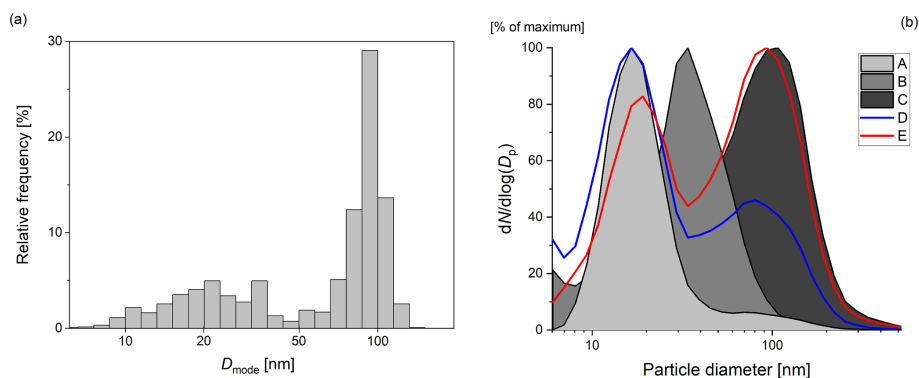 (a)
30
20
10
0
Relative frequency [%]
10
20
50
100
D_mode [nm]
[% of maximum]
(b)
100
80
60
40
20
0
dN/dlog(D_p)
10
100
Particle diameter [nm]
A
B
C
D
E